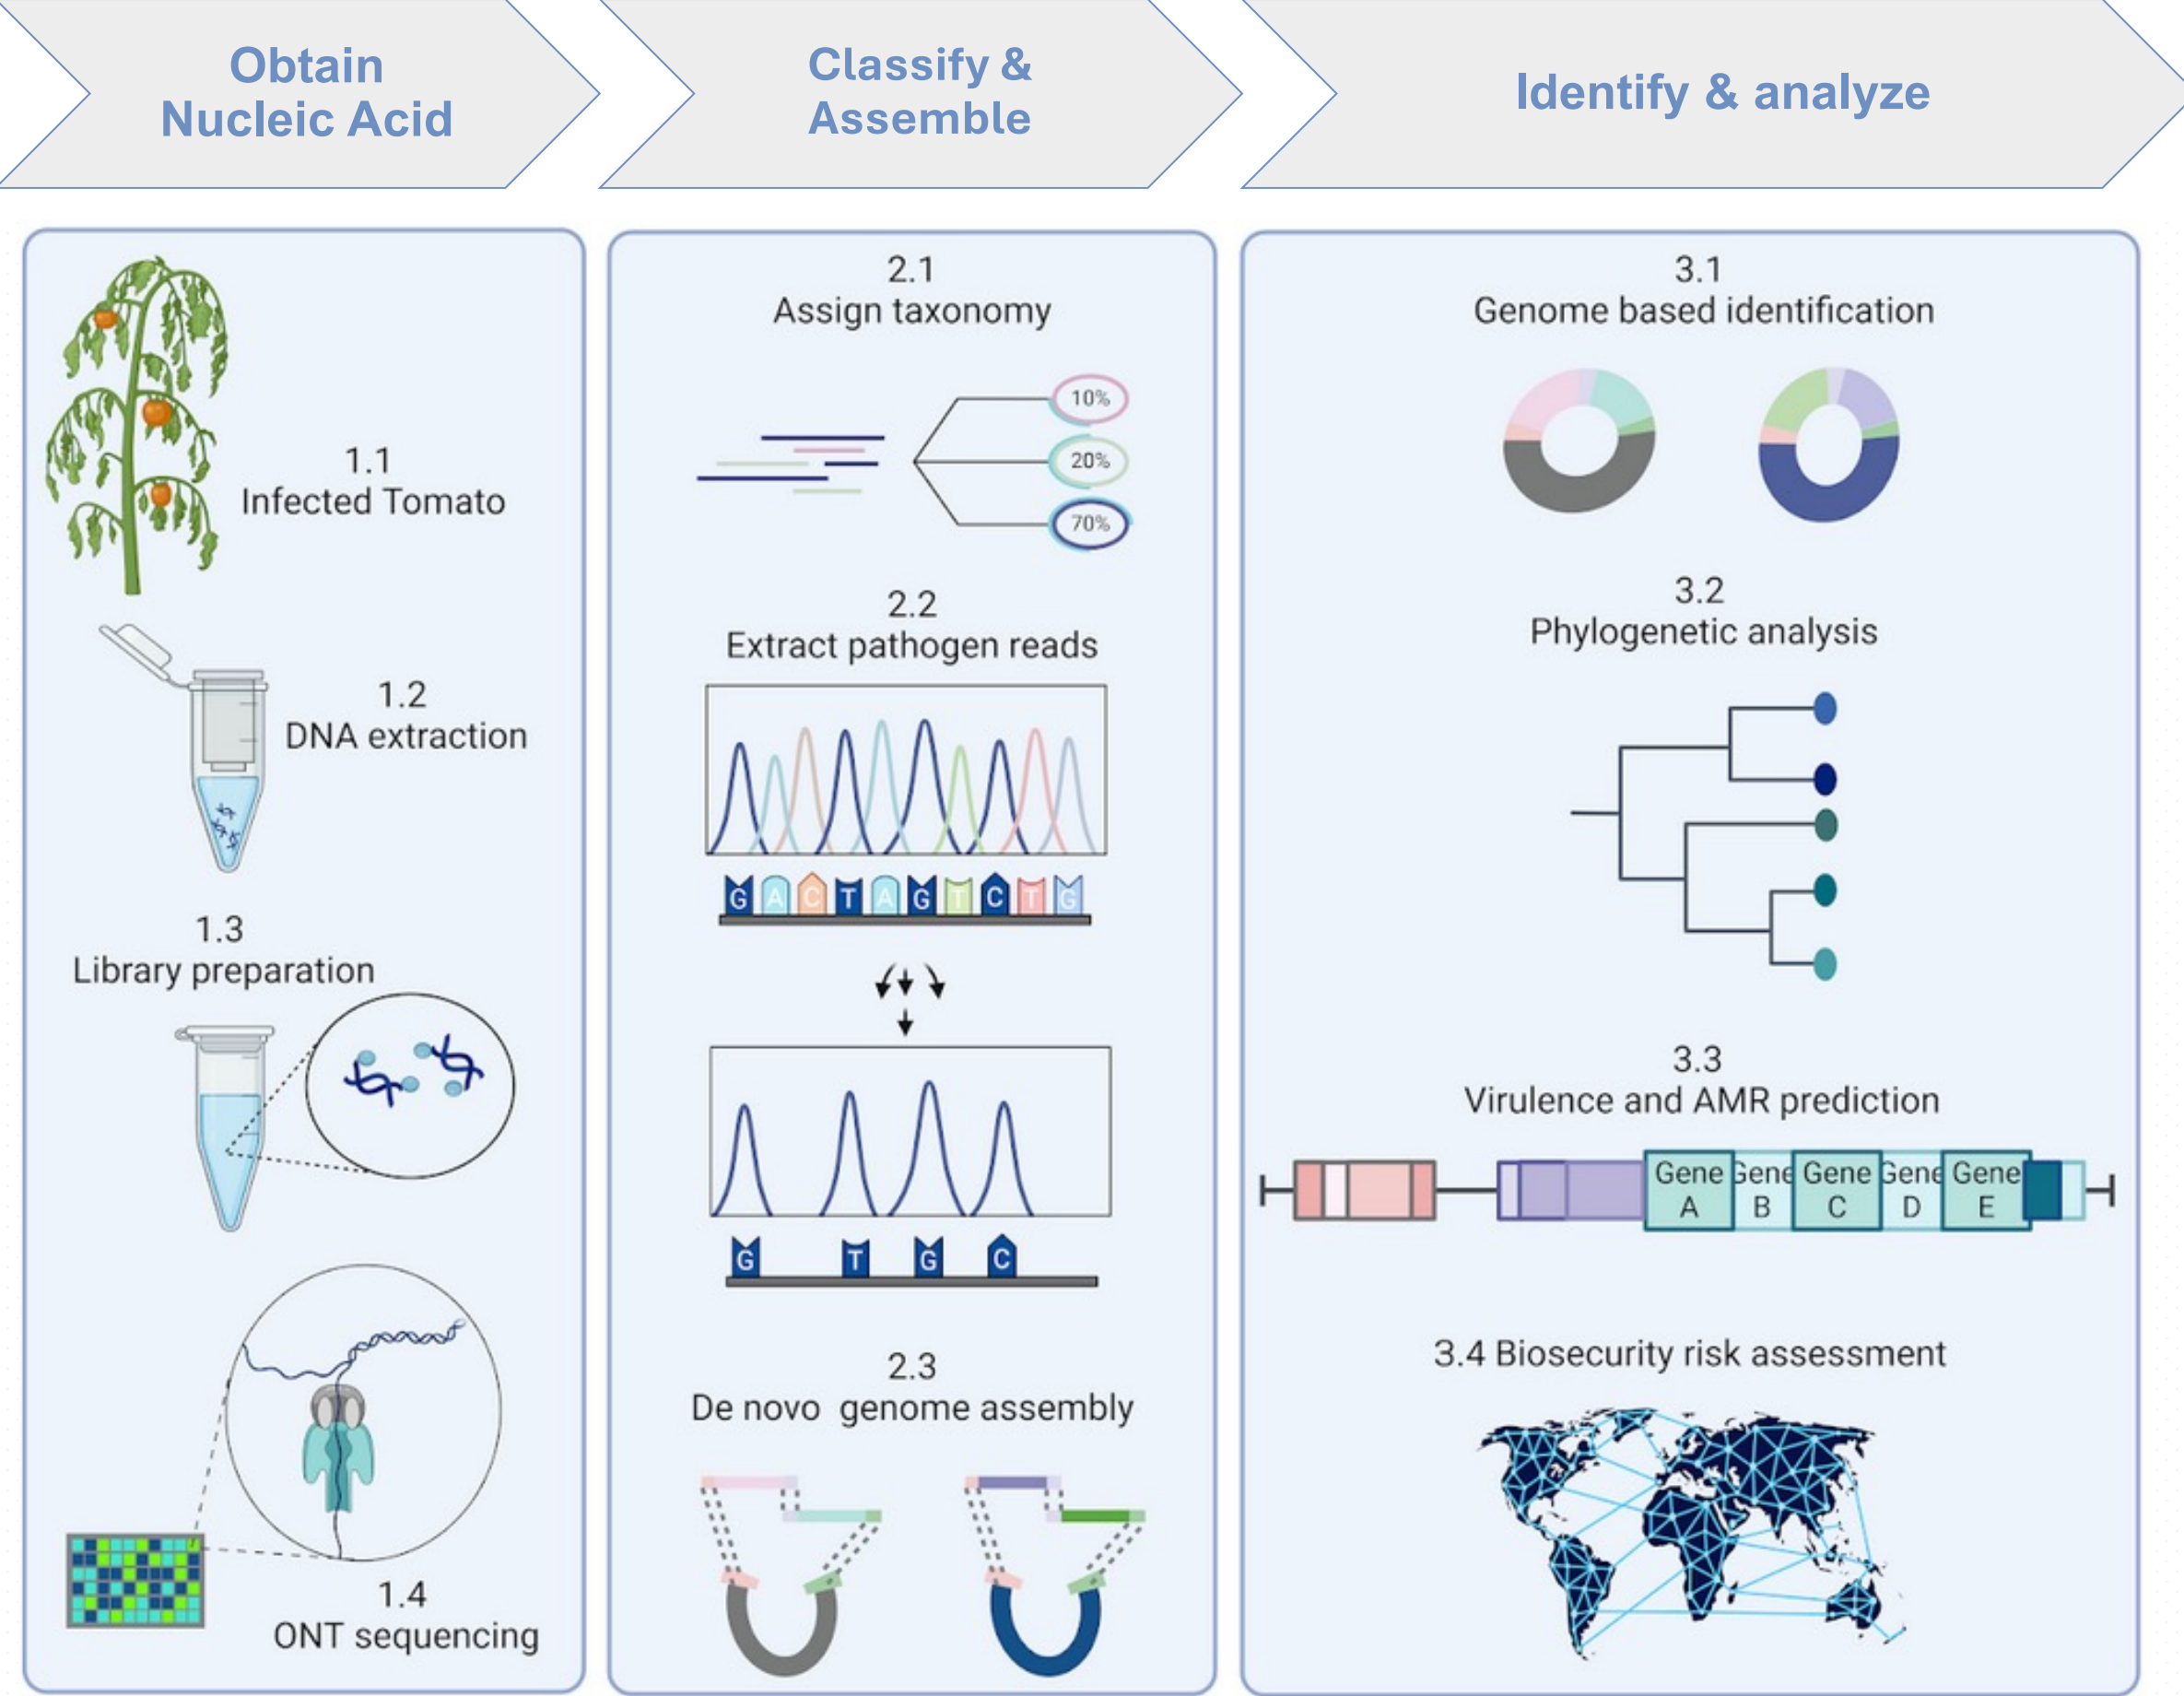 Obtain
Nucleic Acid
Classify &
Assemble
Identify & analyze
1.1
Infected Tomato
1.2
DNA extraction
1.3
Library preparation
1.4
ONT sequencing
2.1
Assign taxonomy
10%
20%
70%
2.2
Extract pathogen reads
G A C T A G T C T G
G T G C
2.3
De novo genome assembly
3.1
Genome based identification
3.2
Phylogenetic analysis
3.3
Virulence and AMR prediction
Gene Gene Gene Gene Gene
A B C D E
3.4 Biosecurity risk assessment